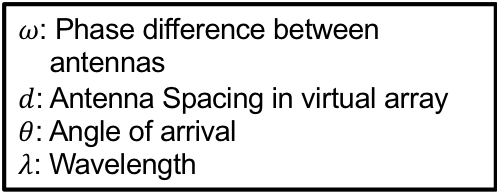 ω: Phase difference between
antennas
d: Antenna Spacing in virtual array
θ: Angle of arrival
λ: Wavelength